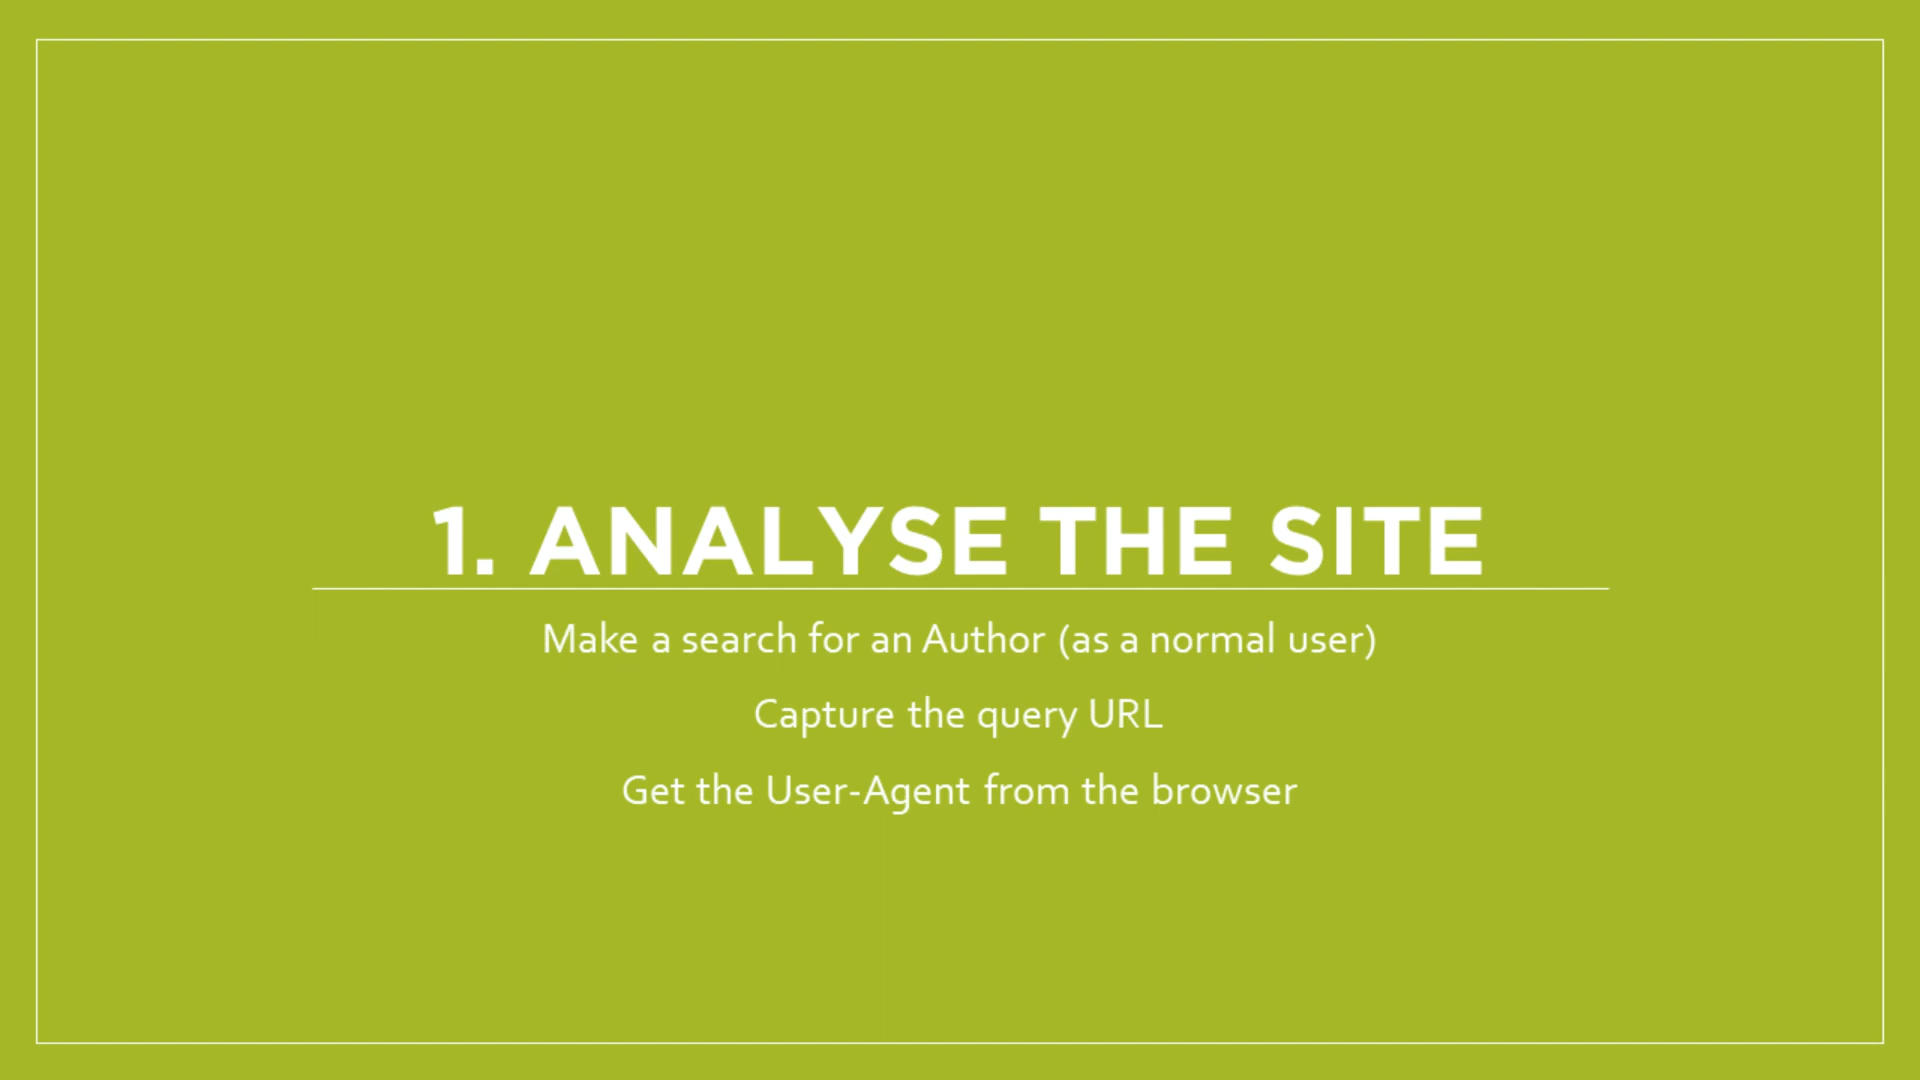 1. ANALYSE THE SITE
Make a search for an Author (as a normal user)
Capture the query URL
Get the User-Agent from the browser